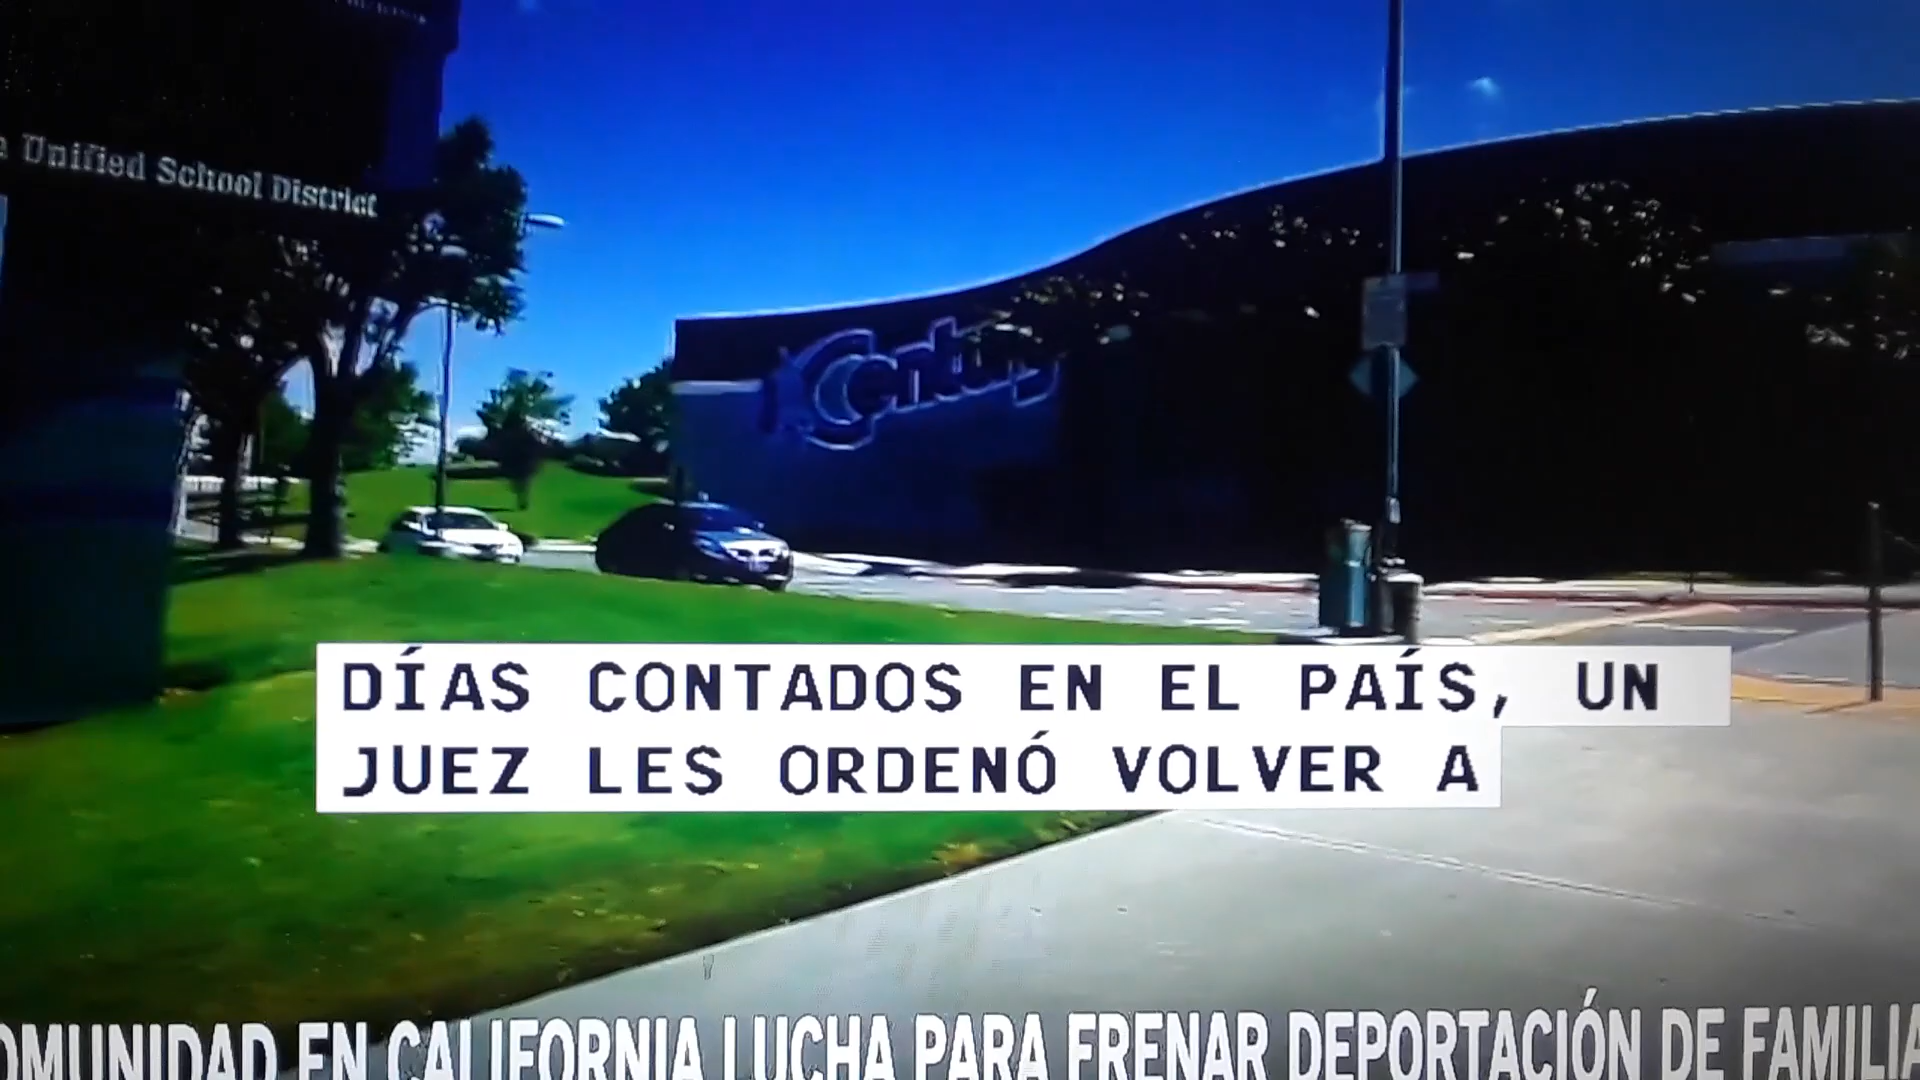 Unified School District
Century
DÍAS CONTADOS EN EL PAÍS, UN
JUEZ LES ORDENÓ VOLVER A
OMUNIDAD EN CALIFORNIA LUCHA PARA FRENAR DEPORTACIÓN DE FAMILIA